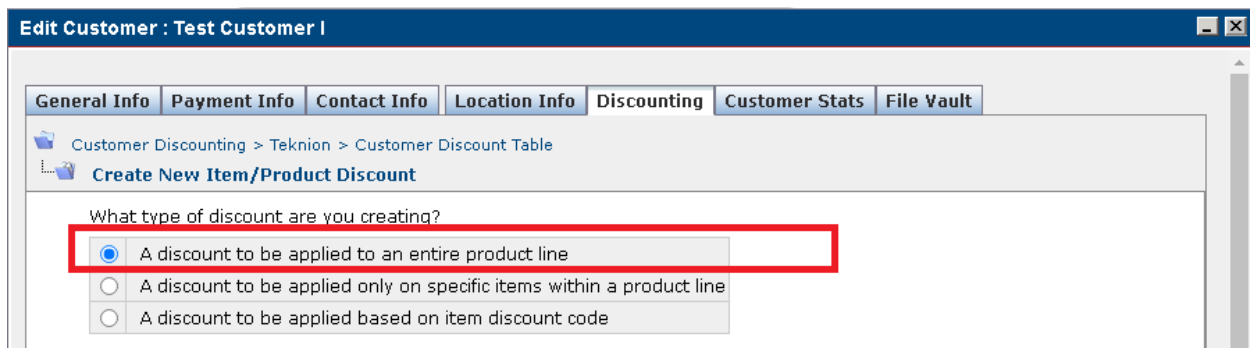 Edit Customer : Test Customer I
General Info Payment Info Contact Info Location Info Discounting Customer Stats File Vault
Customer Discounting > Teknion > Customer Discount Table
Create New Item/Product Discount
What type of discount are you creating?
A discount to be applied to an entire product line
A discount to be applied only on specific items within a product line
A discount to be applied based on item discount code